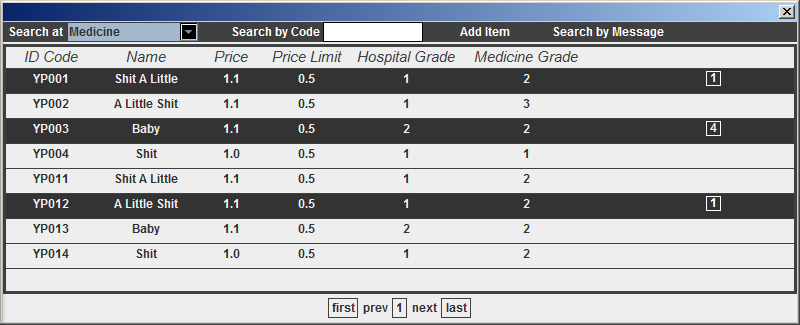 Search at Medicine Search by Code Add Item Search by Message
ID Code Name Price Price Limit Hospital Grade Medicine Grade
YP001 Shit A Little 1.1 0.5 1 2 1
YP002 A Little Shit 1.1 0.5 1 3
YP003 Baby 1.1 0.5 2 2 4
YP004 Shit 1.0 0.5 1 1
YP011 Shit A Little 1.1 0.5 1 2
YP012 A Little Shit 1.1 0.5 1 2 1
YP013 Baby 1.1 0.5 2 2
YP014 Shit 1.0 0.5 1 2
first prev 1 next last